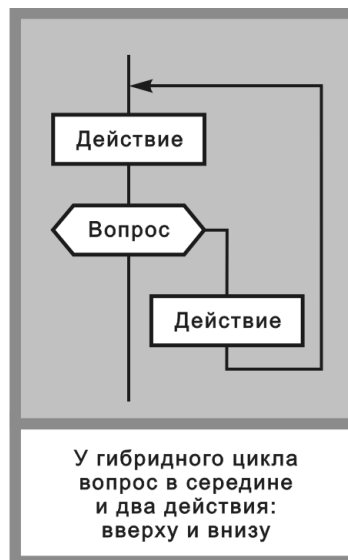 Действие
Вопрос
Действие
У гибридного цикла
вопрос в середине
и два действия:
вверху и внизу